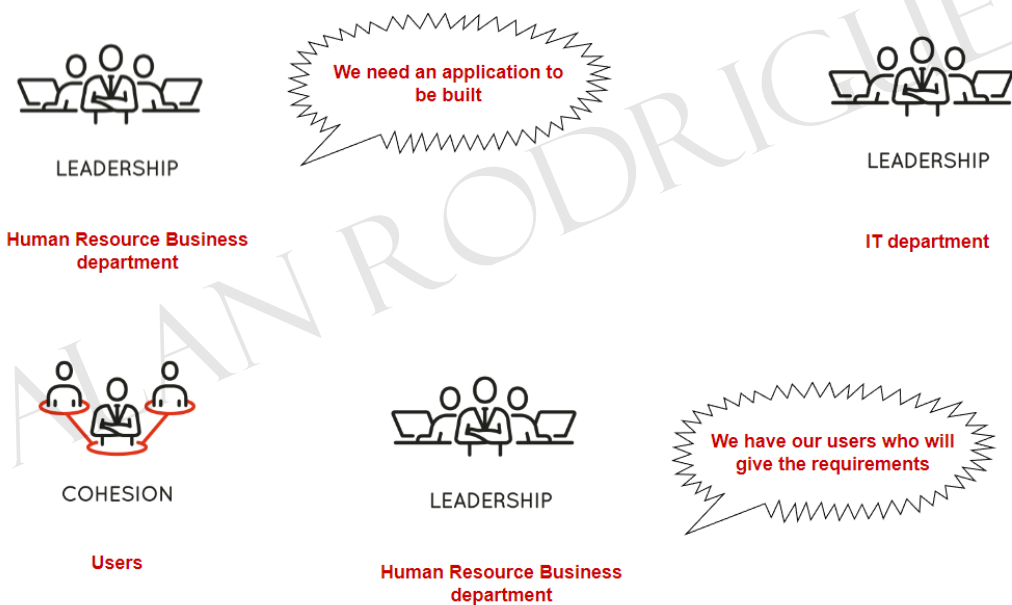 We need an application to
be built
LEADERSHIP
LEADERSHIP
Human Resource Business
department
IT department
ALAN RODRIGUE
We have our users who will
give the requirements
COHESION
LEADERSHIP
Users
Human Resource Business
department